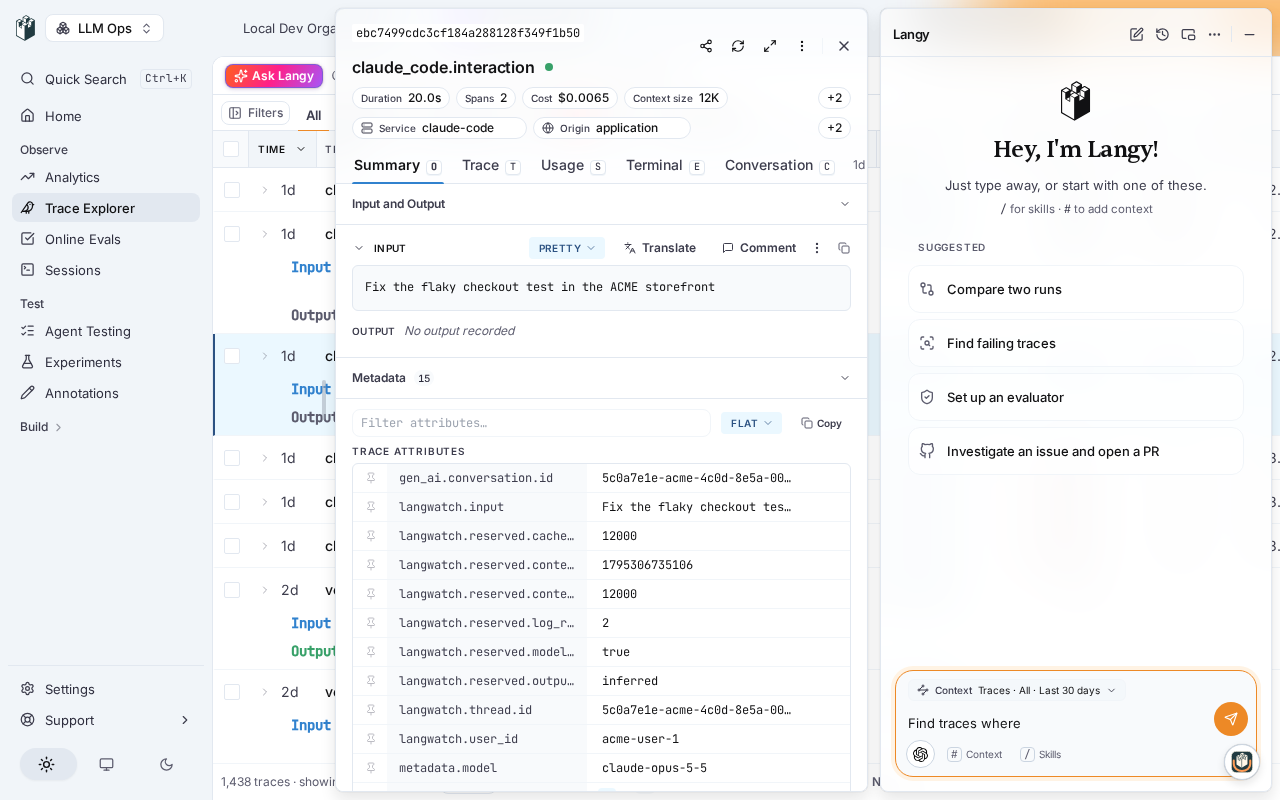 LLM Ops
Local Dev Orga
Quick Search Ctrl+K
Home
Observe
Analytics
Trace Explorer
Online Evals
Sessions
Test
Agent Testing
Experiments
Annotations
Build
Settings
Support
Ask Langy
Filters
All
TIME
1d
1d
Input
Output
1d
Input
Output
1d
1d
1d
2d
Input
Output
2d
Input
1,438 traces · showin
ebc7499cdc3cf184a288128f349f1b50
claude_code.interaction
Duration 20.0s
Spans 2
Cost $0.0065
Context size 12K
+2
Service claude-code
Origin application
+2
Summary O
Trace T
Usage S
Terminal E
Conversation C
1d
Input and Output
INPUT
PRETTY
Translate
Comment
Fix the flaky checkout test in the ACME storefront
OUTPUT No output recorded
Metadata 15
Filter attributes…
FLAT
Copy
TRACE ATTRIBUTES
gen_ai.conversation.id 5c0a7e1e-acme-4c0d-8e5a-00…
langwatch.input Fix the flaky checkout tes…
langwatch.reserved.cache… 12000
langwatch.reserved.conte… 1795306735106
langwatch.reserved.conte… 12000
langwatch.reserved.log_r… 2
langwatch.reserved.model… true
langwatch.reserved.outpu… inferred
langwatch.thread.id 5c0a7e1e-acme-4c0d-8e5a-00…
langwatch.user_id acme-user-1
metadata.model claude-opus-5-5
Langy
Hey, I'm Langy!
Just type away, or start with one of these.
/ for skills · # to add context
SUGGESTED
Compare two runs
Find failing traces
Set up an evaluator
Investigate an issue and open a PR
Context Traces · All · Last 30 days
Find traces where
# Context
/ Skills